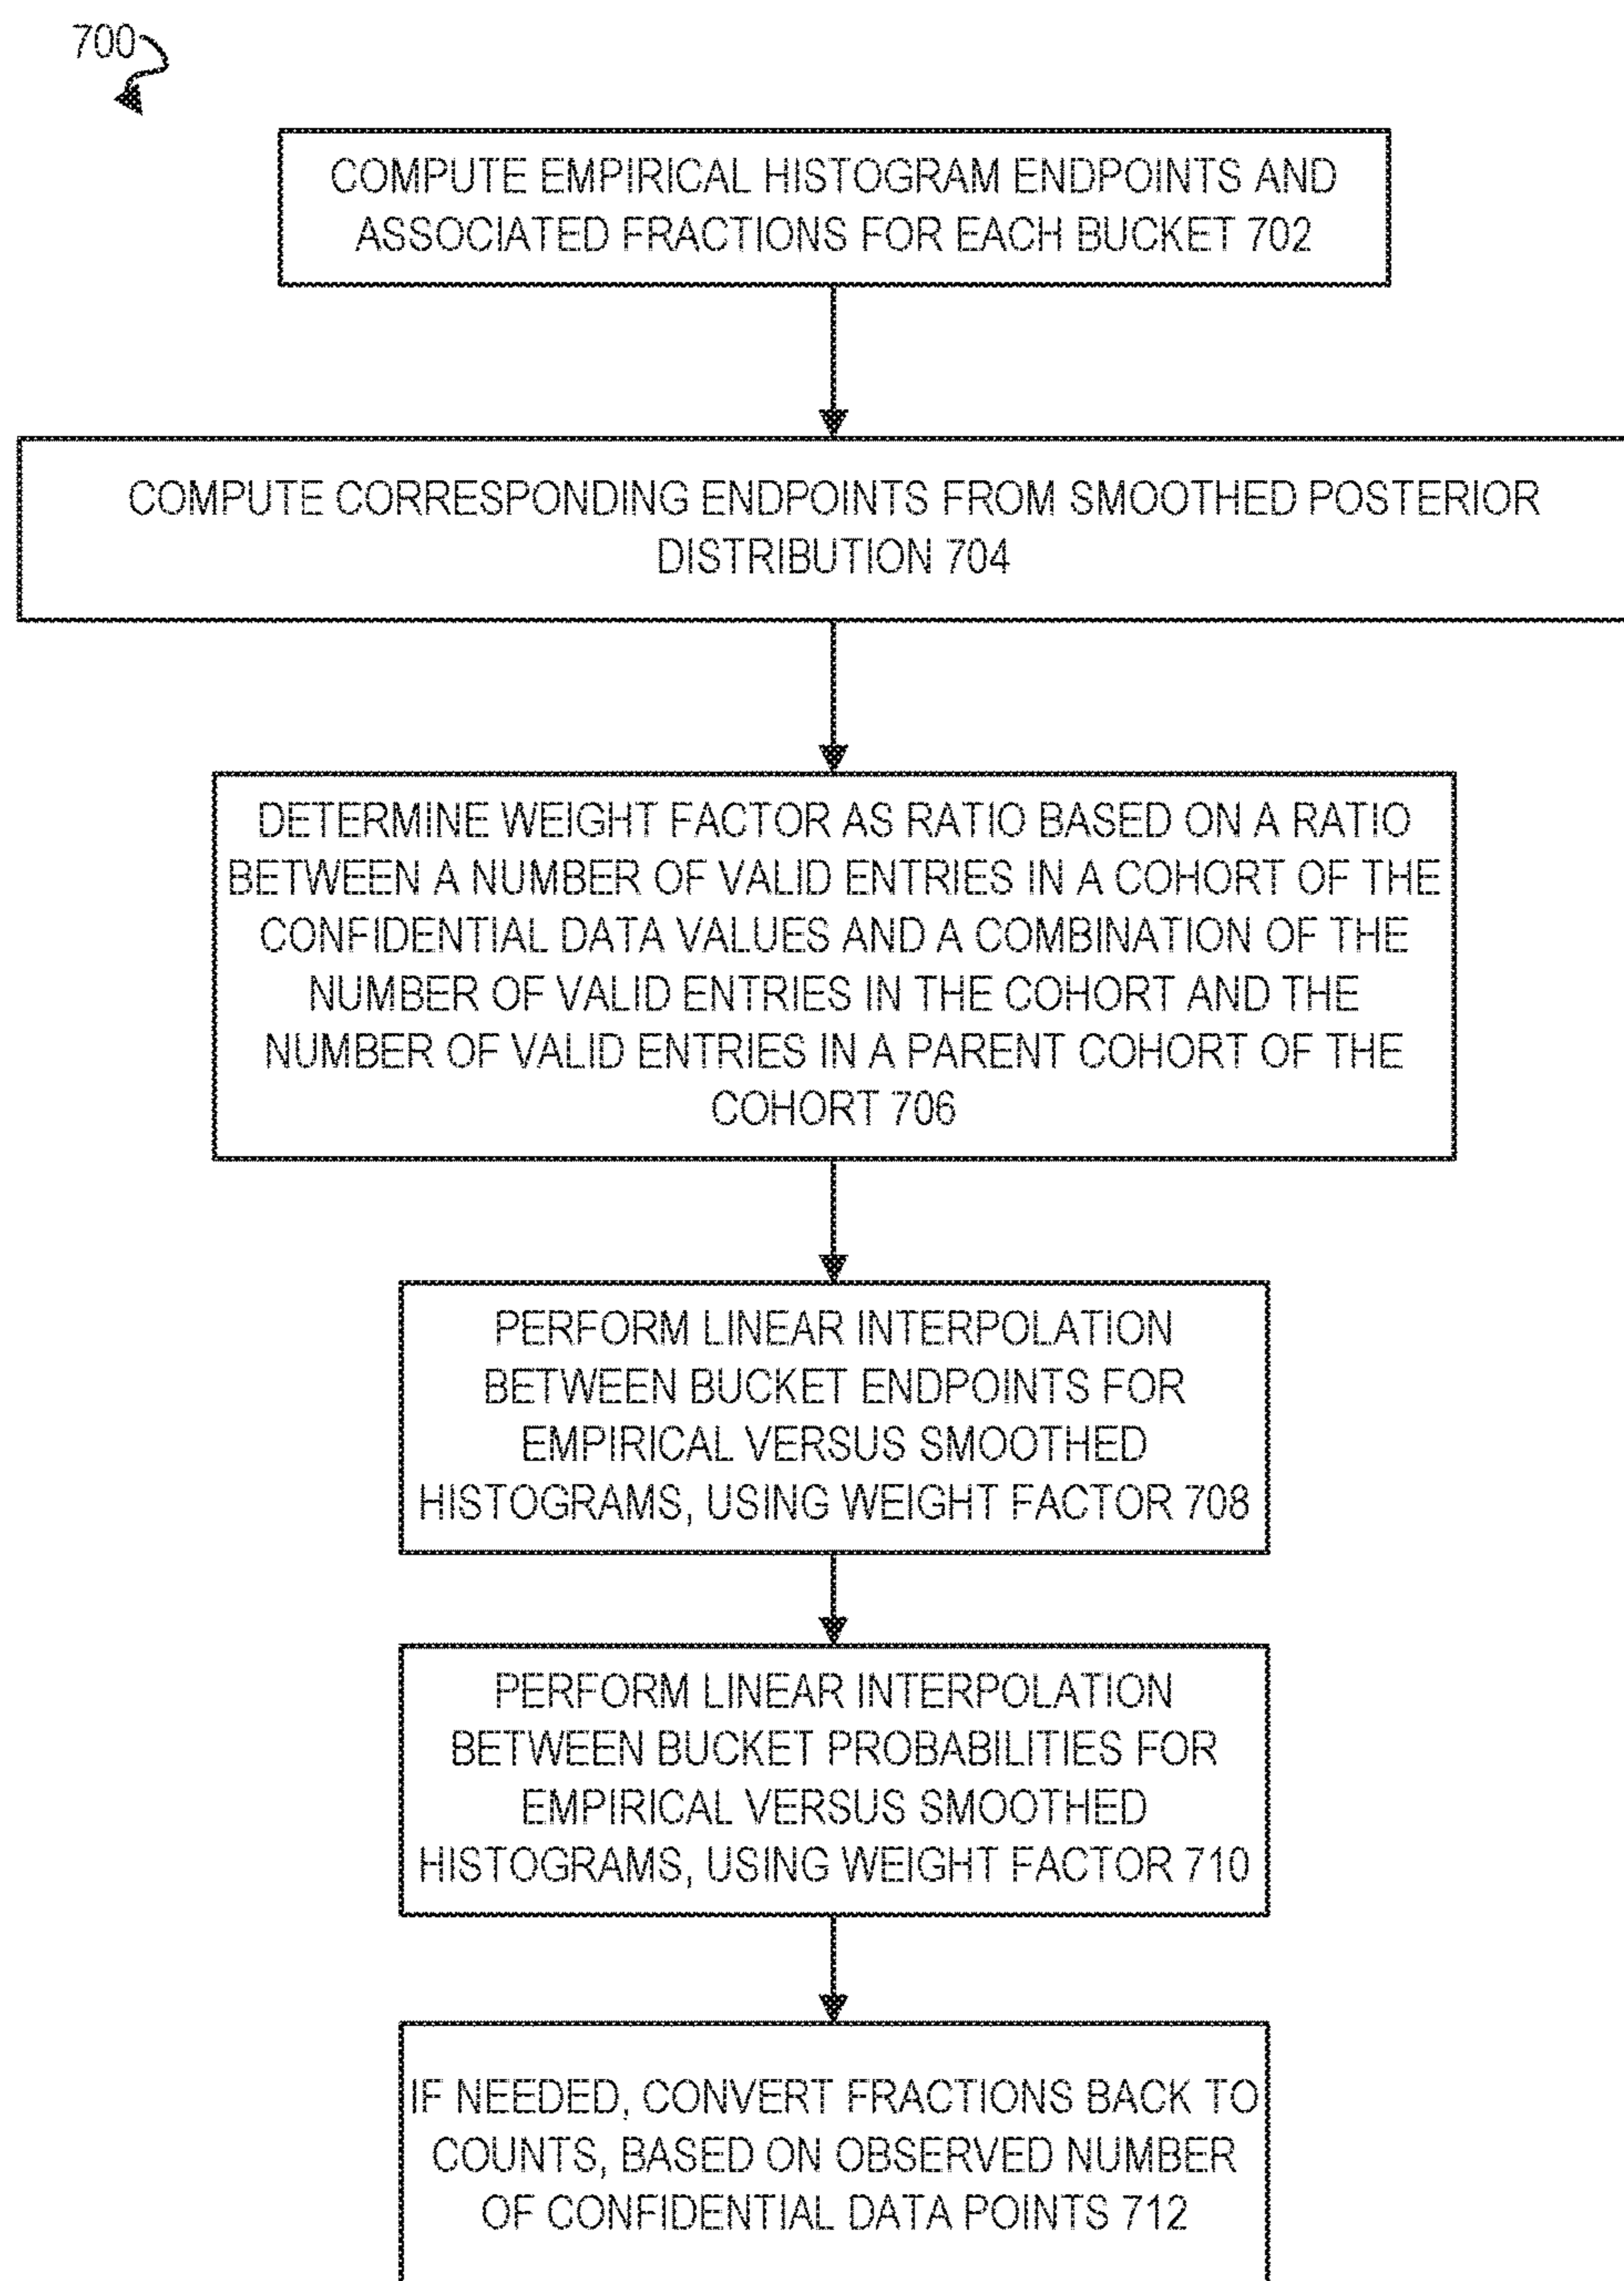 700
COMPUTE EMPIRICAL HISTOGRAM ENDPOINTS AND
ASSOCIATED FRACTIONS FOR EACH BUCKET 702
COMPUTE CORRESPONDING ENDPOINTS FROM SMOOTHED POSTERIOR
DISTRIBUTION 704
DETERMINE WEIGHT FACTOR AS RATIO BASED ON A RATIO
BETWEEN A NUMBER OF VALID ENTRIES IN A COHORT OF THE
CONFIDENTIAL DATA VALUES AND A COMBINATION OF THE
NUMBER OF VALID ENTRIES IN THE COHORT AND THE
NUMBER OF VALID ENTRIES IN A PARENT COHORT OF THE
COHORT 706
PERFORM LINEAR INTERPOLATION
BETWEEN BUCKET ENDPOINTS FOR
EMPIRICAL VERSUS SMOOTHED
HISTOGRAMS, USING WEIGHT FACTOR 708
PERFORM LINEAR INTERPOLATION
BETWEEN BUCKET PROBABILITIES FOR
EMPIRICAL VERSUS SMOOTHED
HISTOGRAMS, USING WEIGHT FACTOR 710
IF NEEDED, CONVERT FRACTIONS BACK TO
COUNTS, BASED ON OBSERVED NUMBER
OF CONFIDENTIAL DATA POINTS 712